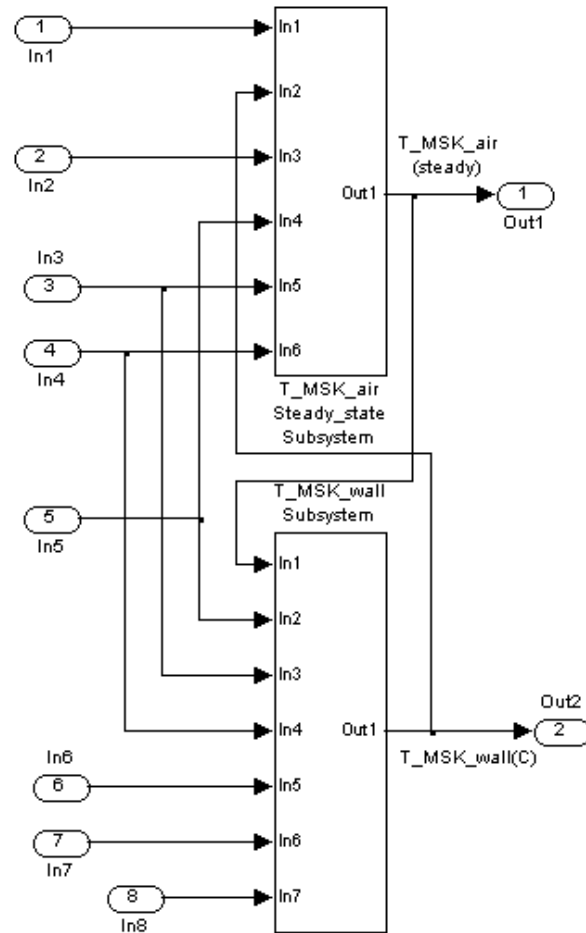 1
In1
2
In2
In3
3
4
In4
5
In5
In6
6
7
In7
8
In8
In1
In2
In3
In4
In5
In6
Out1
T_MSK_air
Steady_state
Subsystem
T_MSK_air
(steady)
1
Out1
T_MSK_wall
Subsystem
In1
In2
In3
In4
In5
In6
In7
Out1
Out2
2
T_MSK_wall(C)